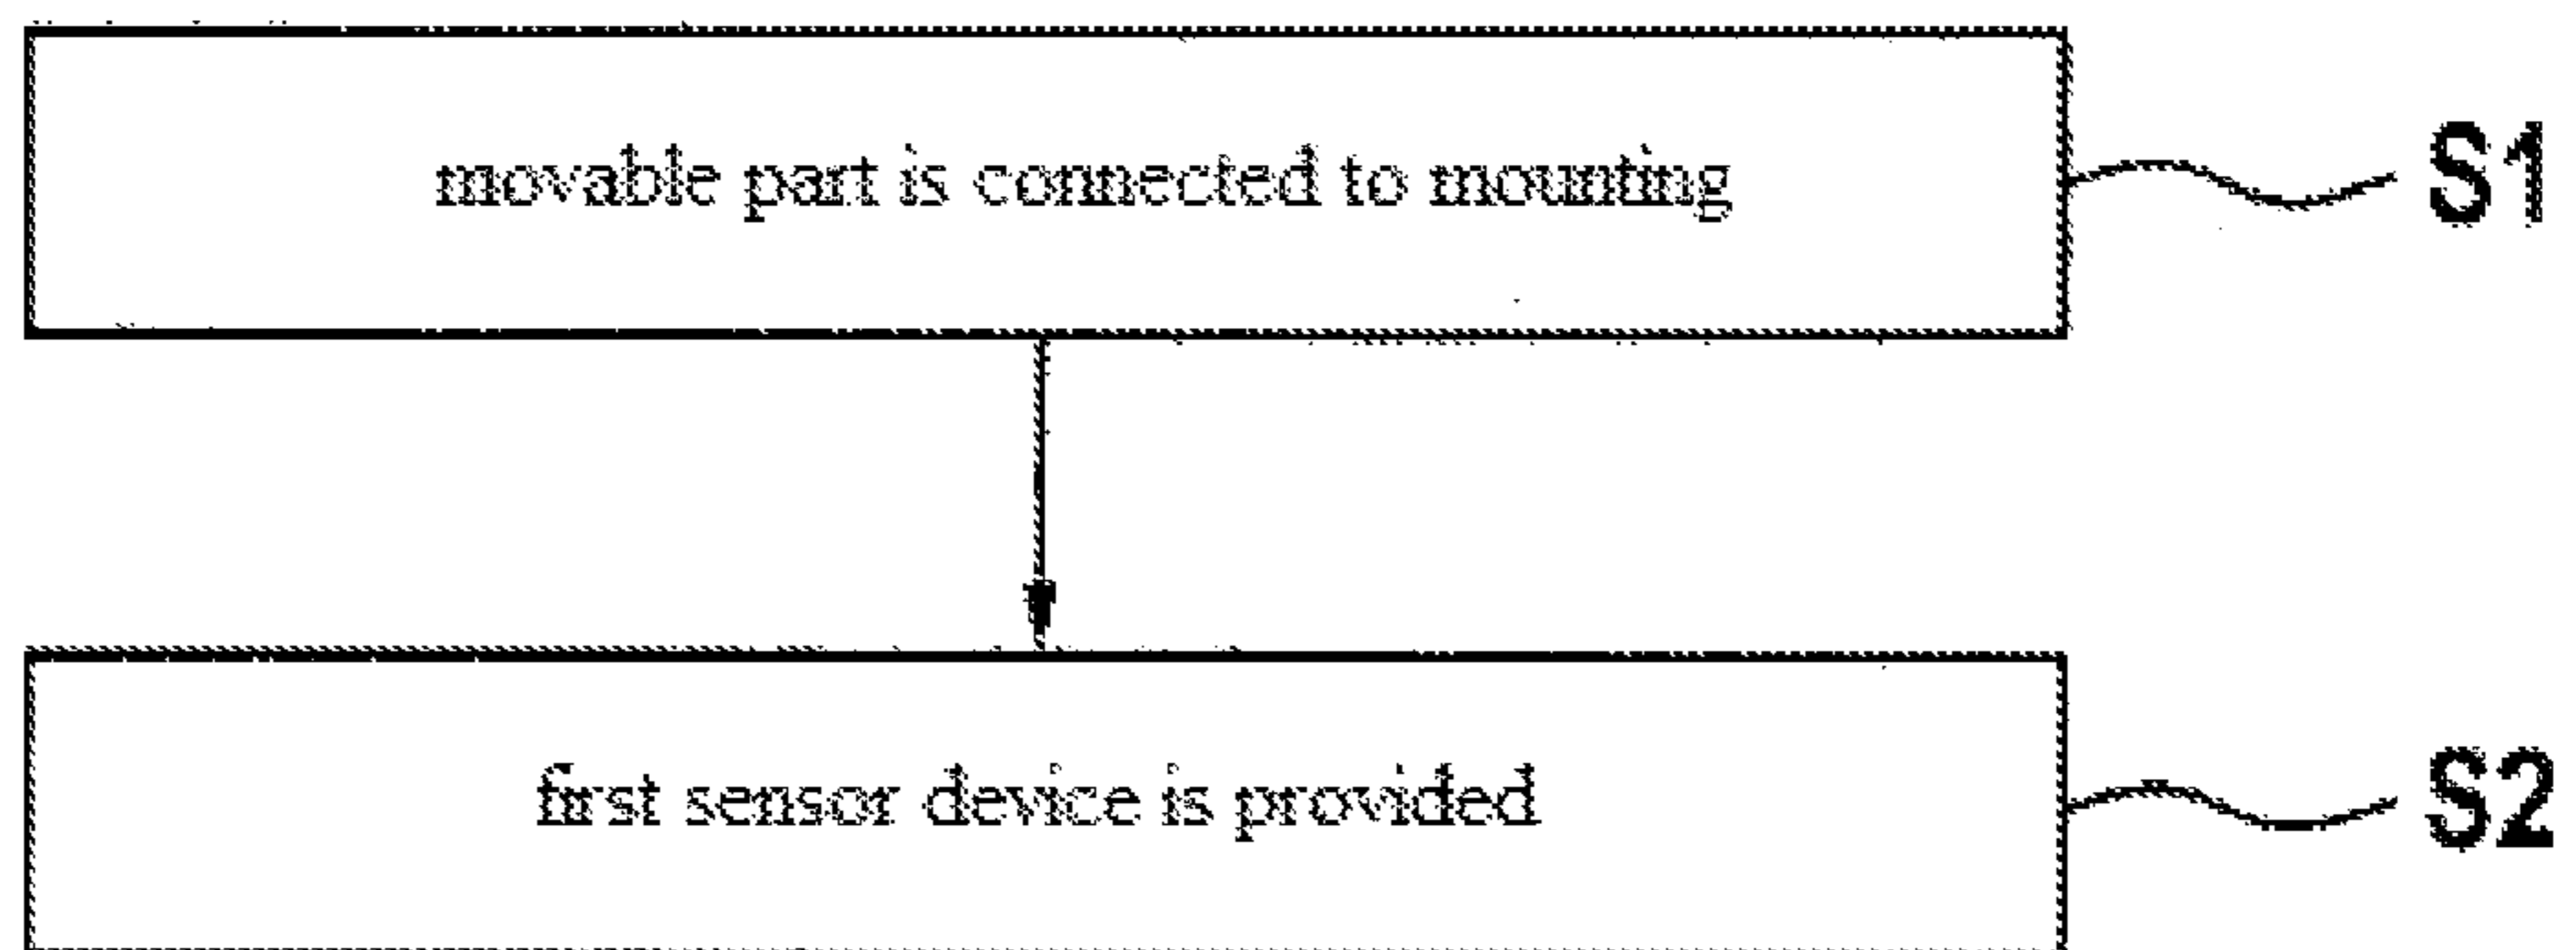 movable part is connected to mounting S1
first sensor device is provided S2